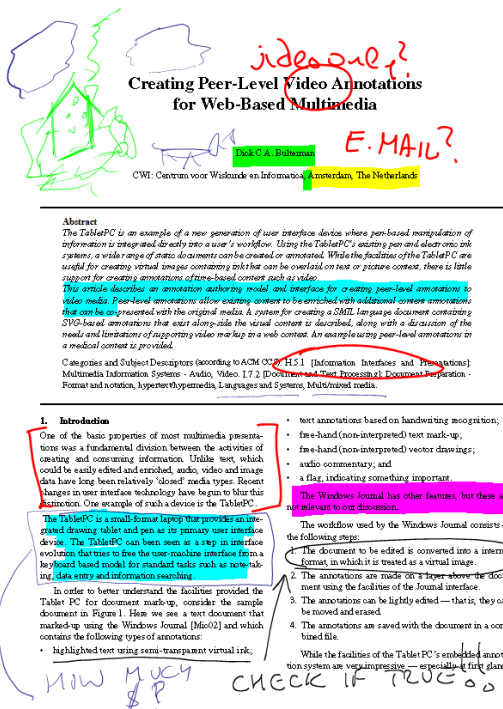 video only?
Creating Peer-Level Video Annotations
for Web-Based Multimedia
E.MAIL?
Dick C.A. Bulterman
CWI: Centrum voor Wiskunde en Informatica, Amsterdam, The Netherlands
Abstract
The TabletPC is an example of a new generation of user interface device where pen-based manipulation of
information is integrated directly into a user's workflow. Using the TabletPC's existing pen and electronic ink
systems, a wide range of static documents can be created or annotated. While the facilities of the TabletPC are
useful for creating virtual images containing ink that can be overlaid on text or picture context, there is little
support for creating annotations of time-based content such as video.
This article describes an annotation authoring model and interface for creating peer-level annotations to
video media. Peer-level annotations allow existing content to be enriched with additional content annotations
that can be co-presented with the original media. A system for creating a SMIL language document containing
SVG-based annotations that exist along-side the visual content is described, along with a discussion of the
needs and limitations of supporting video markup in a web context. An example using peer-level annotations in
a medical context is provided.
Categories and Subject Descriptors (according to ACM CCS): H.5.1 [Information Interfaces and Presentations]:
Multimedia Information Systems - Audio, Video. I.7.2 [Document and Text Processing]: Document Preparation -
Format and notation, hypertext/hypermedia, Languages and Systems, Multi/mixed media.
1. Introduction
One of the basic properties of most multimedia presenta-
tions was a fundamental division between the activities of
creating and consuming information. Unlike text, which
could be easily edited and enriched, audio, video and image
data have long been relatively 'closed' media types. Recent
changes in user interface technology have begun to blur this
distinction. One example of such a device is the TabletPC.
The TabletPC is a small-format laptop that provides an inte-
grated drawing tablet and pen as its primary user interface
device. The TabletPC can been seen as a step in interface
evolution that tries to free the user-machine interface from a
keyboard based model for standard tasks such as note-tak-
ing, data entry and information searching.
In order to better understand the facilities provided the
Tablet PC for document mark-up, consider the sample
document in Figure 1. Here we see a text document that
marked-up using the Windows Journal [Mic02] and which
contains the following types of annotations:
• highlighted text using semi-transparent virtual ink;
HOW MUCH
$?
• text annotations based on handwriting recognition;
• free-hand (non-interpreted) text mark-up;
• free-hand (non-interpreted) vector drawings;
• audio commentary; and
• a flag, indicating something important.
The Windows Journal has other features, but these a
not relevant to our discussion.
The workflow used by the Windows Journal consists o
the following steps:
1. The document to be edited is converted into a intern
format, in which it is treated as a virtual image.
2. The annotations are made on a layer above the doc
ment using the facilities of the Journal interface.
3. The annotations can be lightly edited — that is, they c
be moved and erased.
4. The annotations are saved with the document in a com
bined file.
While the facilities of the Tablet PC's embedded annot
tion system are very impressive — especially at first glan
CHECK IF TRUE...